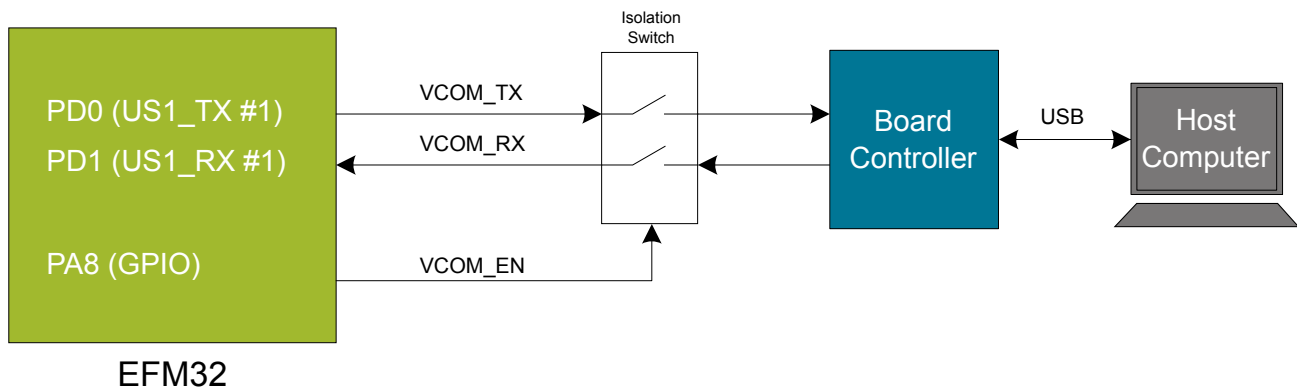 Isolation
Switch
PD0 (US1_TX #1)
VCOM_TX
PD1 (US1_RX #1)
VCOM_RX
Board
Controller
USB
Host
Computer
PA8 (GPIO)
VCOM_EN
EFM32